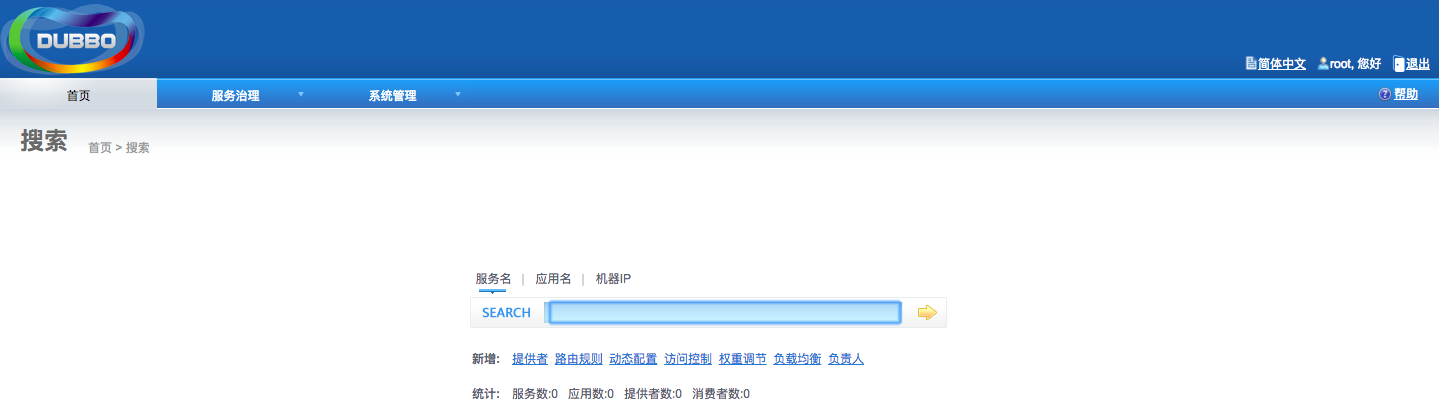 DUBBO
简体中文 root, 您好 退出
首页 服务治理 系统管理 帮助
搜索 首页 > 搜索
服务名 | 应用名 | 机器IP
SEARCH
新增: 提供者 路由规则 动态配置 访问控制 权重调节 负载均衡 负责人
统计: 服务数:0 应用数:0 提供者数:0 消费者数:0